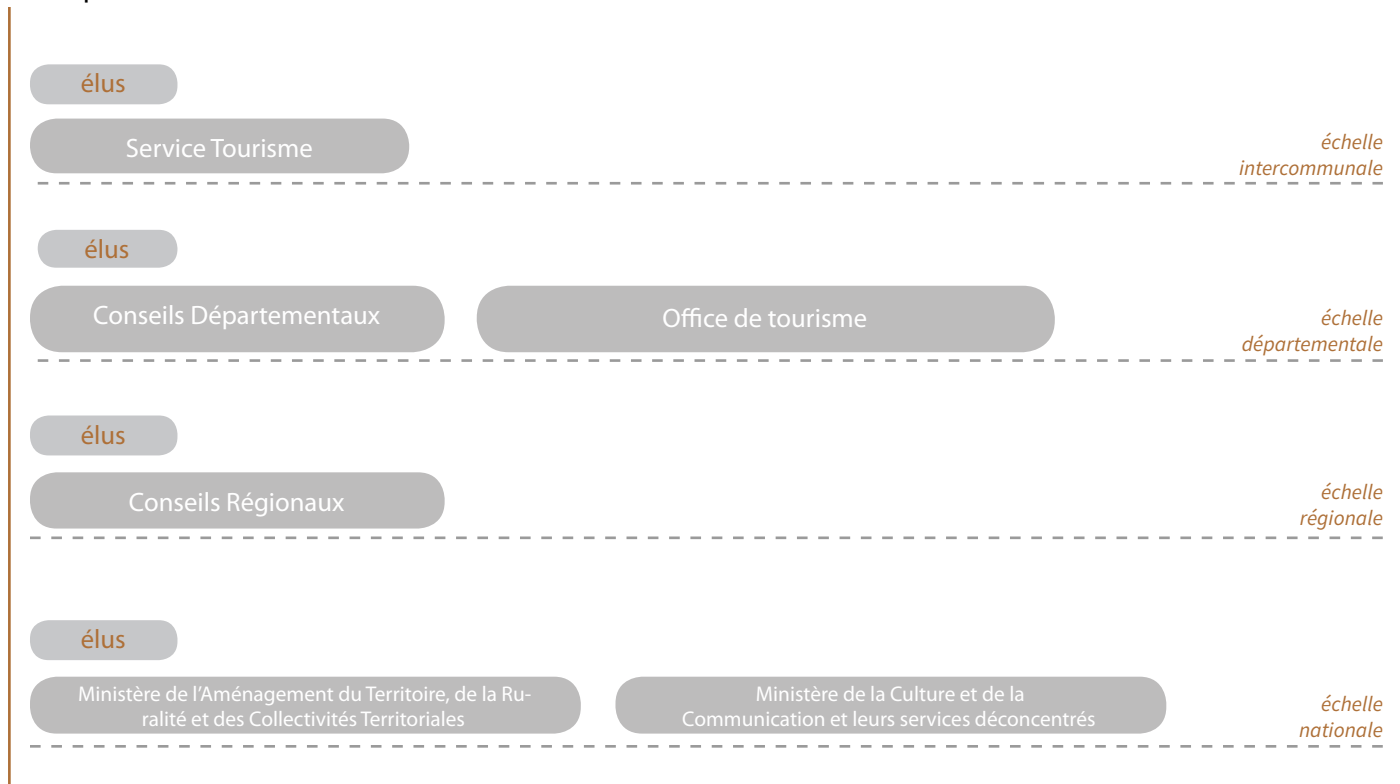 élus
Service Tourisme
échelle
intercommunale
élus
Conseils Départementaux
Office de tourisme
échelle
départementale
élus
Conseils Régionaux
échelle
régionale
élus
Ministère de l'Aménagement du Territoire, de la Ru-
ralité et des Collectivités Territoriales
Ministère de la Culture et de la
Communication et leurs services déconcentrés
échelle
nationale